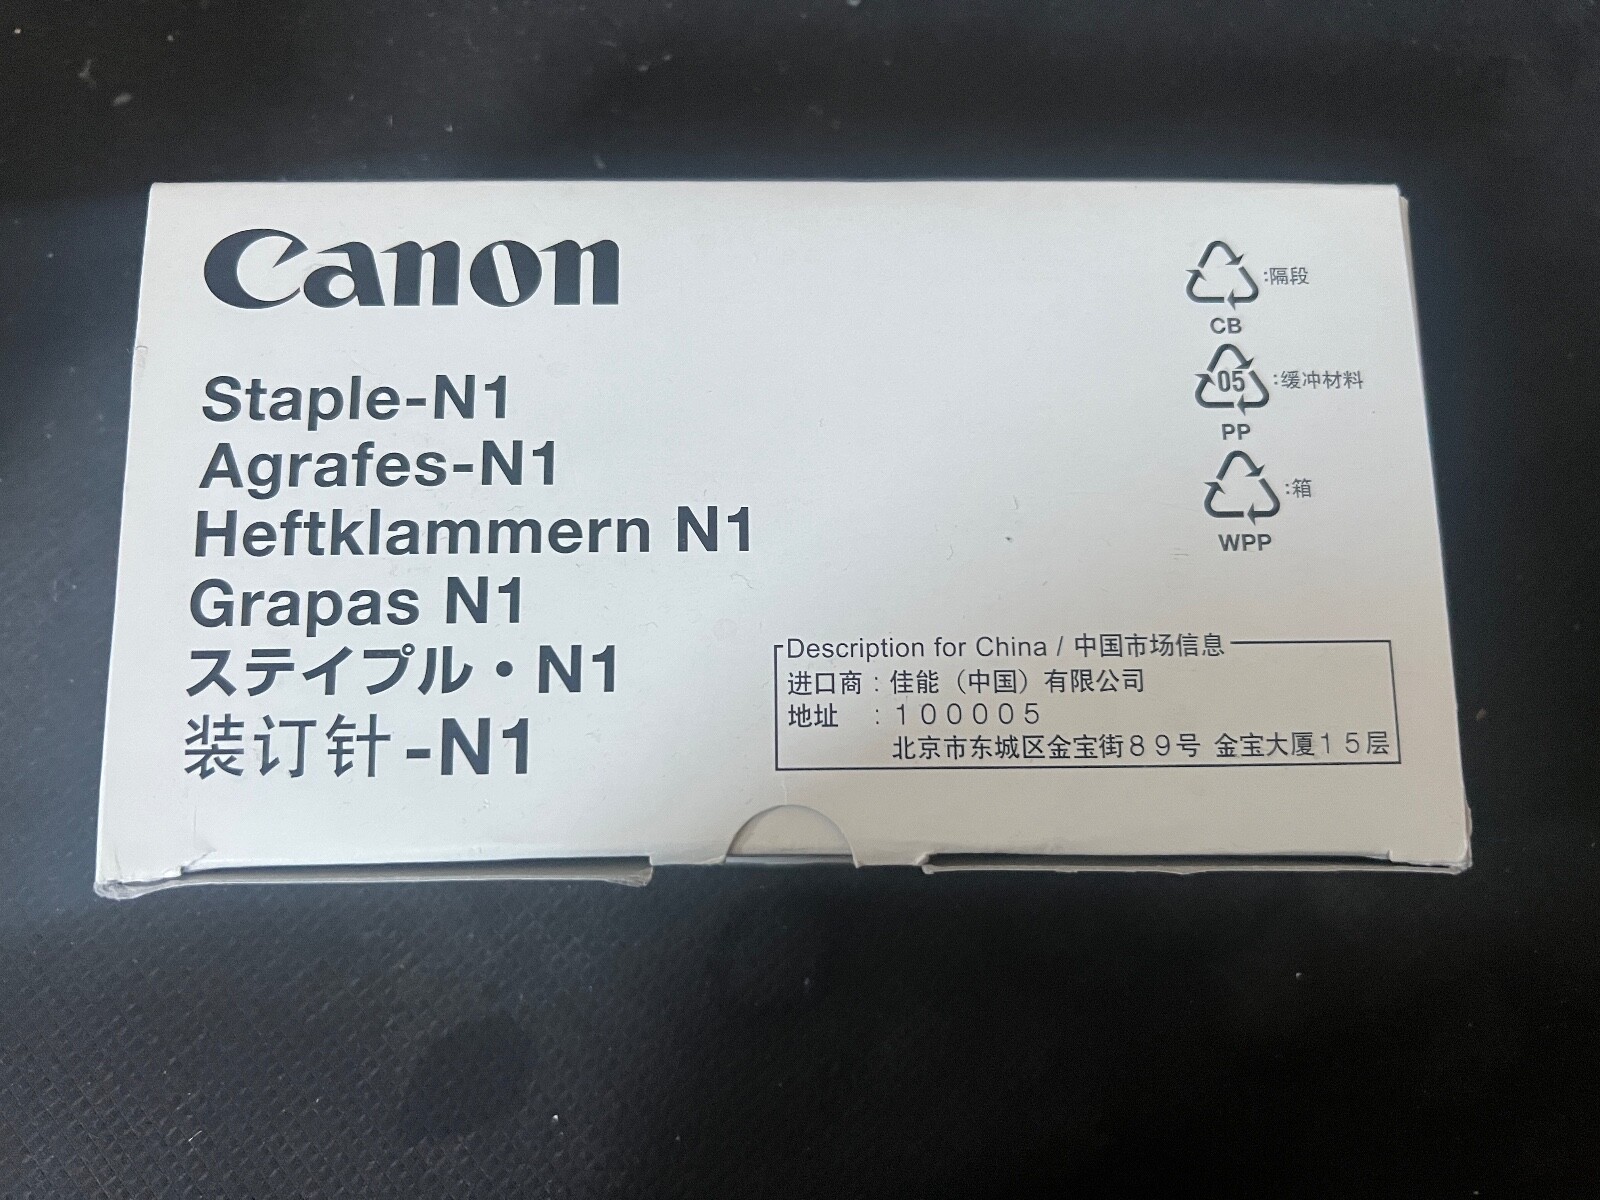 Canon
Staple-N1
Agrafes-N1
Heftklammern N1
Grapas N1
ステイプル・N1
装订针-N1
:隔段
CB
05 :缓冲材料
PP
:箱
WPP
Description for China / 中国市场信息
进口商：佳能（中国）有限公司
地址　：１００００５
北京市东城区金宝街８９号 金宝大厦１５层